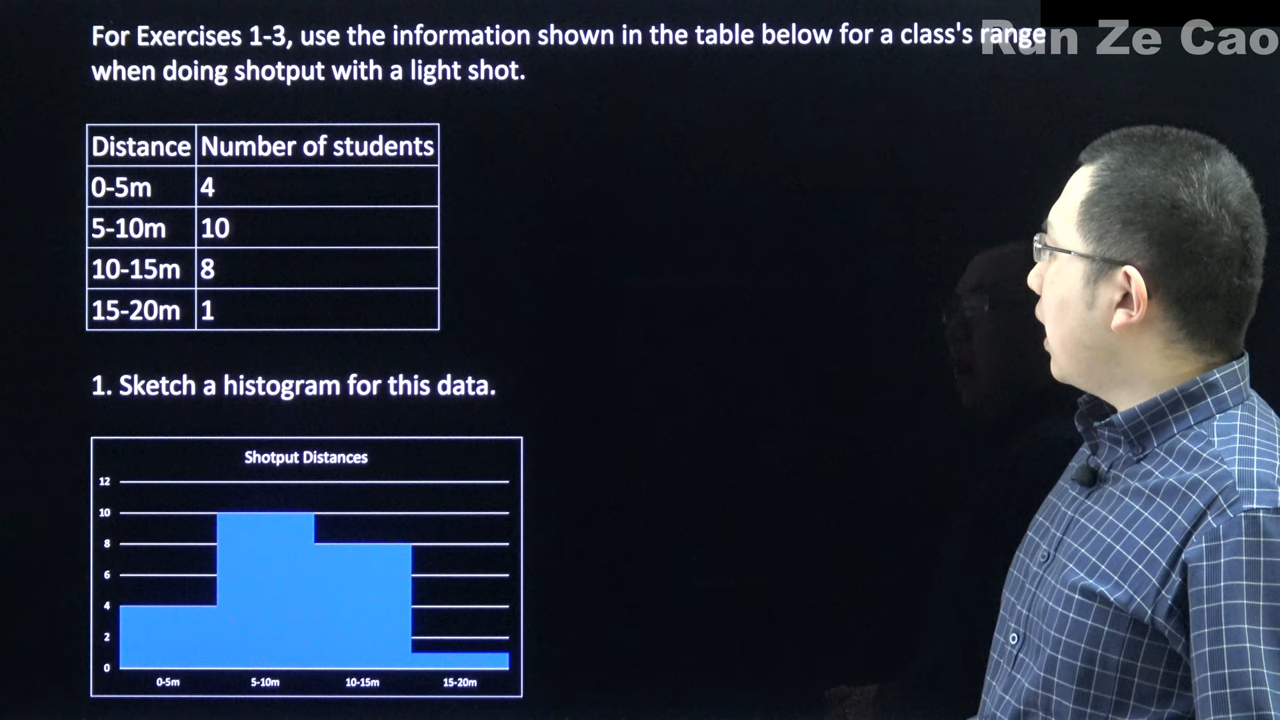 For Exercises 1-3, use the information shown in the table below for a class's range
when doing shotput with a light shot.
Run Ze Cao
Distance Number of students
0-5m 4
5-10m 10
10-15m 8
15-20m 1
1. Sketch a histogram for this data.
Shotput Distances
12
10
8
6
4
2
0
0-5m 5-10m 10-15m 15-20m